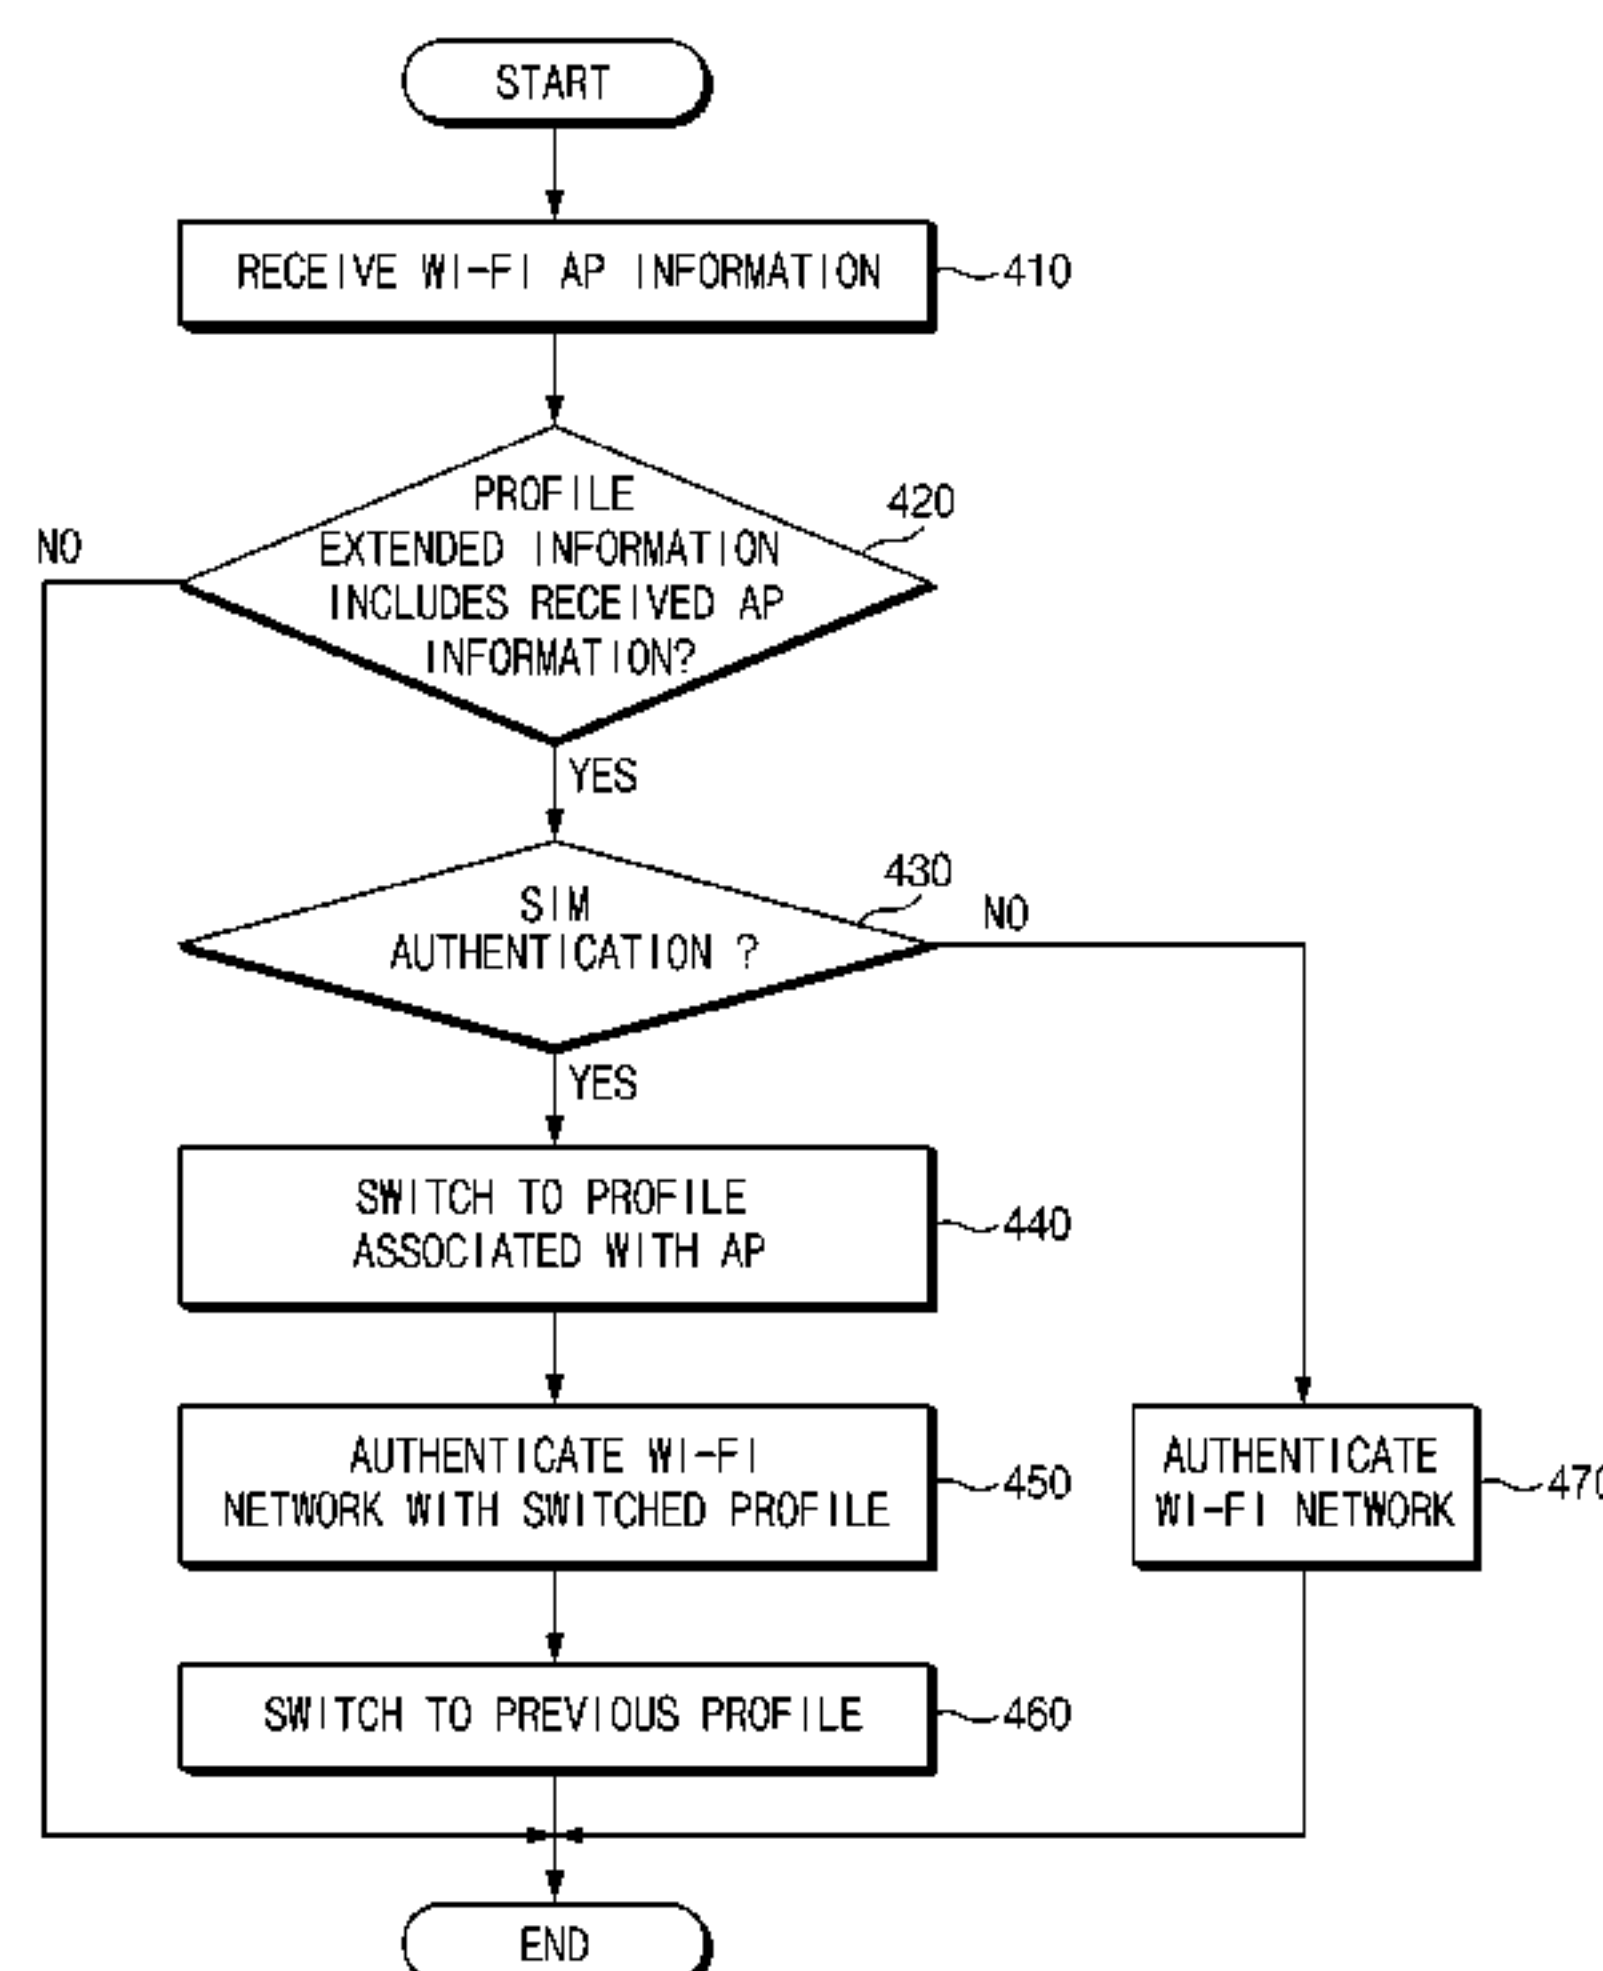 START
RECEIVE WI-FI AP INFORMATION
410
PROFILE
EXTENDED INFORMATION
INCLUDES RECEIVED AP
INFORMATION?
420
NO
YES
SIM
AUTHENTICATION ?
430
NO
YES
SWITCH TO PROFILE
ASSOCIATED WITH AP
440
AUTHENTICATE WI-FI
NETWORK WITH SWITCHED PROFILE
450
AUTHENTICATE
WI-FI NETWORK
470
SWITCH TO PREVIOUS PROFILE
460
END